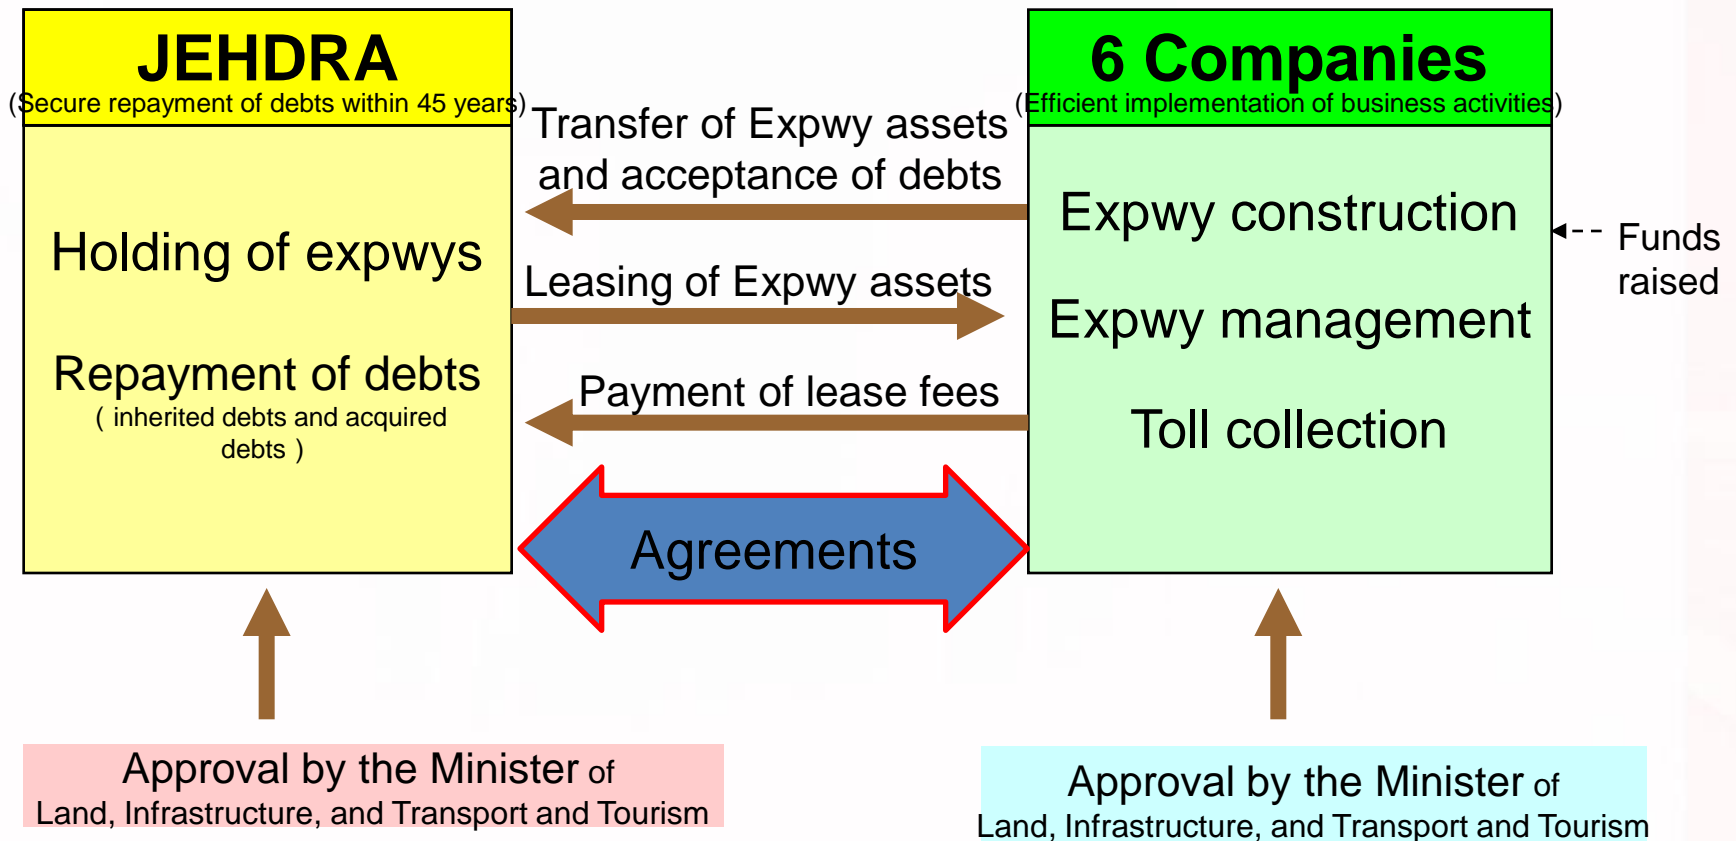 JEHDRA
(Secure repayment of debts within 45 years)
Holding of expwys
Repayment of debts
( inherited debts and acquired
debts )
Transfer of Expwy assets
and acceptance of debts
Leasing of Expwy assets
Payment of lease fees
Agreements
6 Companies
(Efficient implementation of business activities)
Expwy construction
Expwy management
Toll collection
Funds
raised
Approval by the Minister of
Land, Infrastructure, and Transport and Tourism
Approval by the Minister of
Land, Infrastructure, and Transport and Tourism